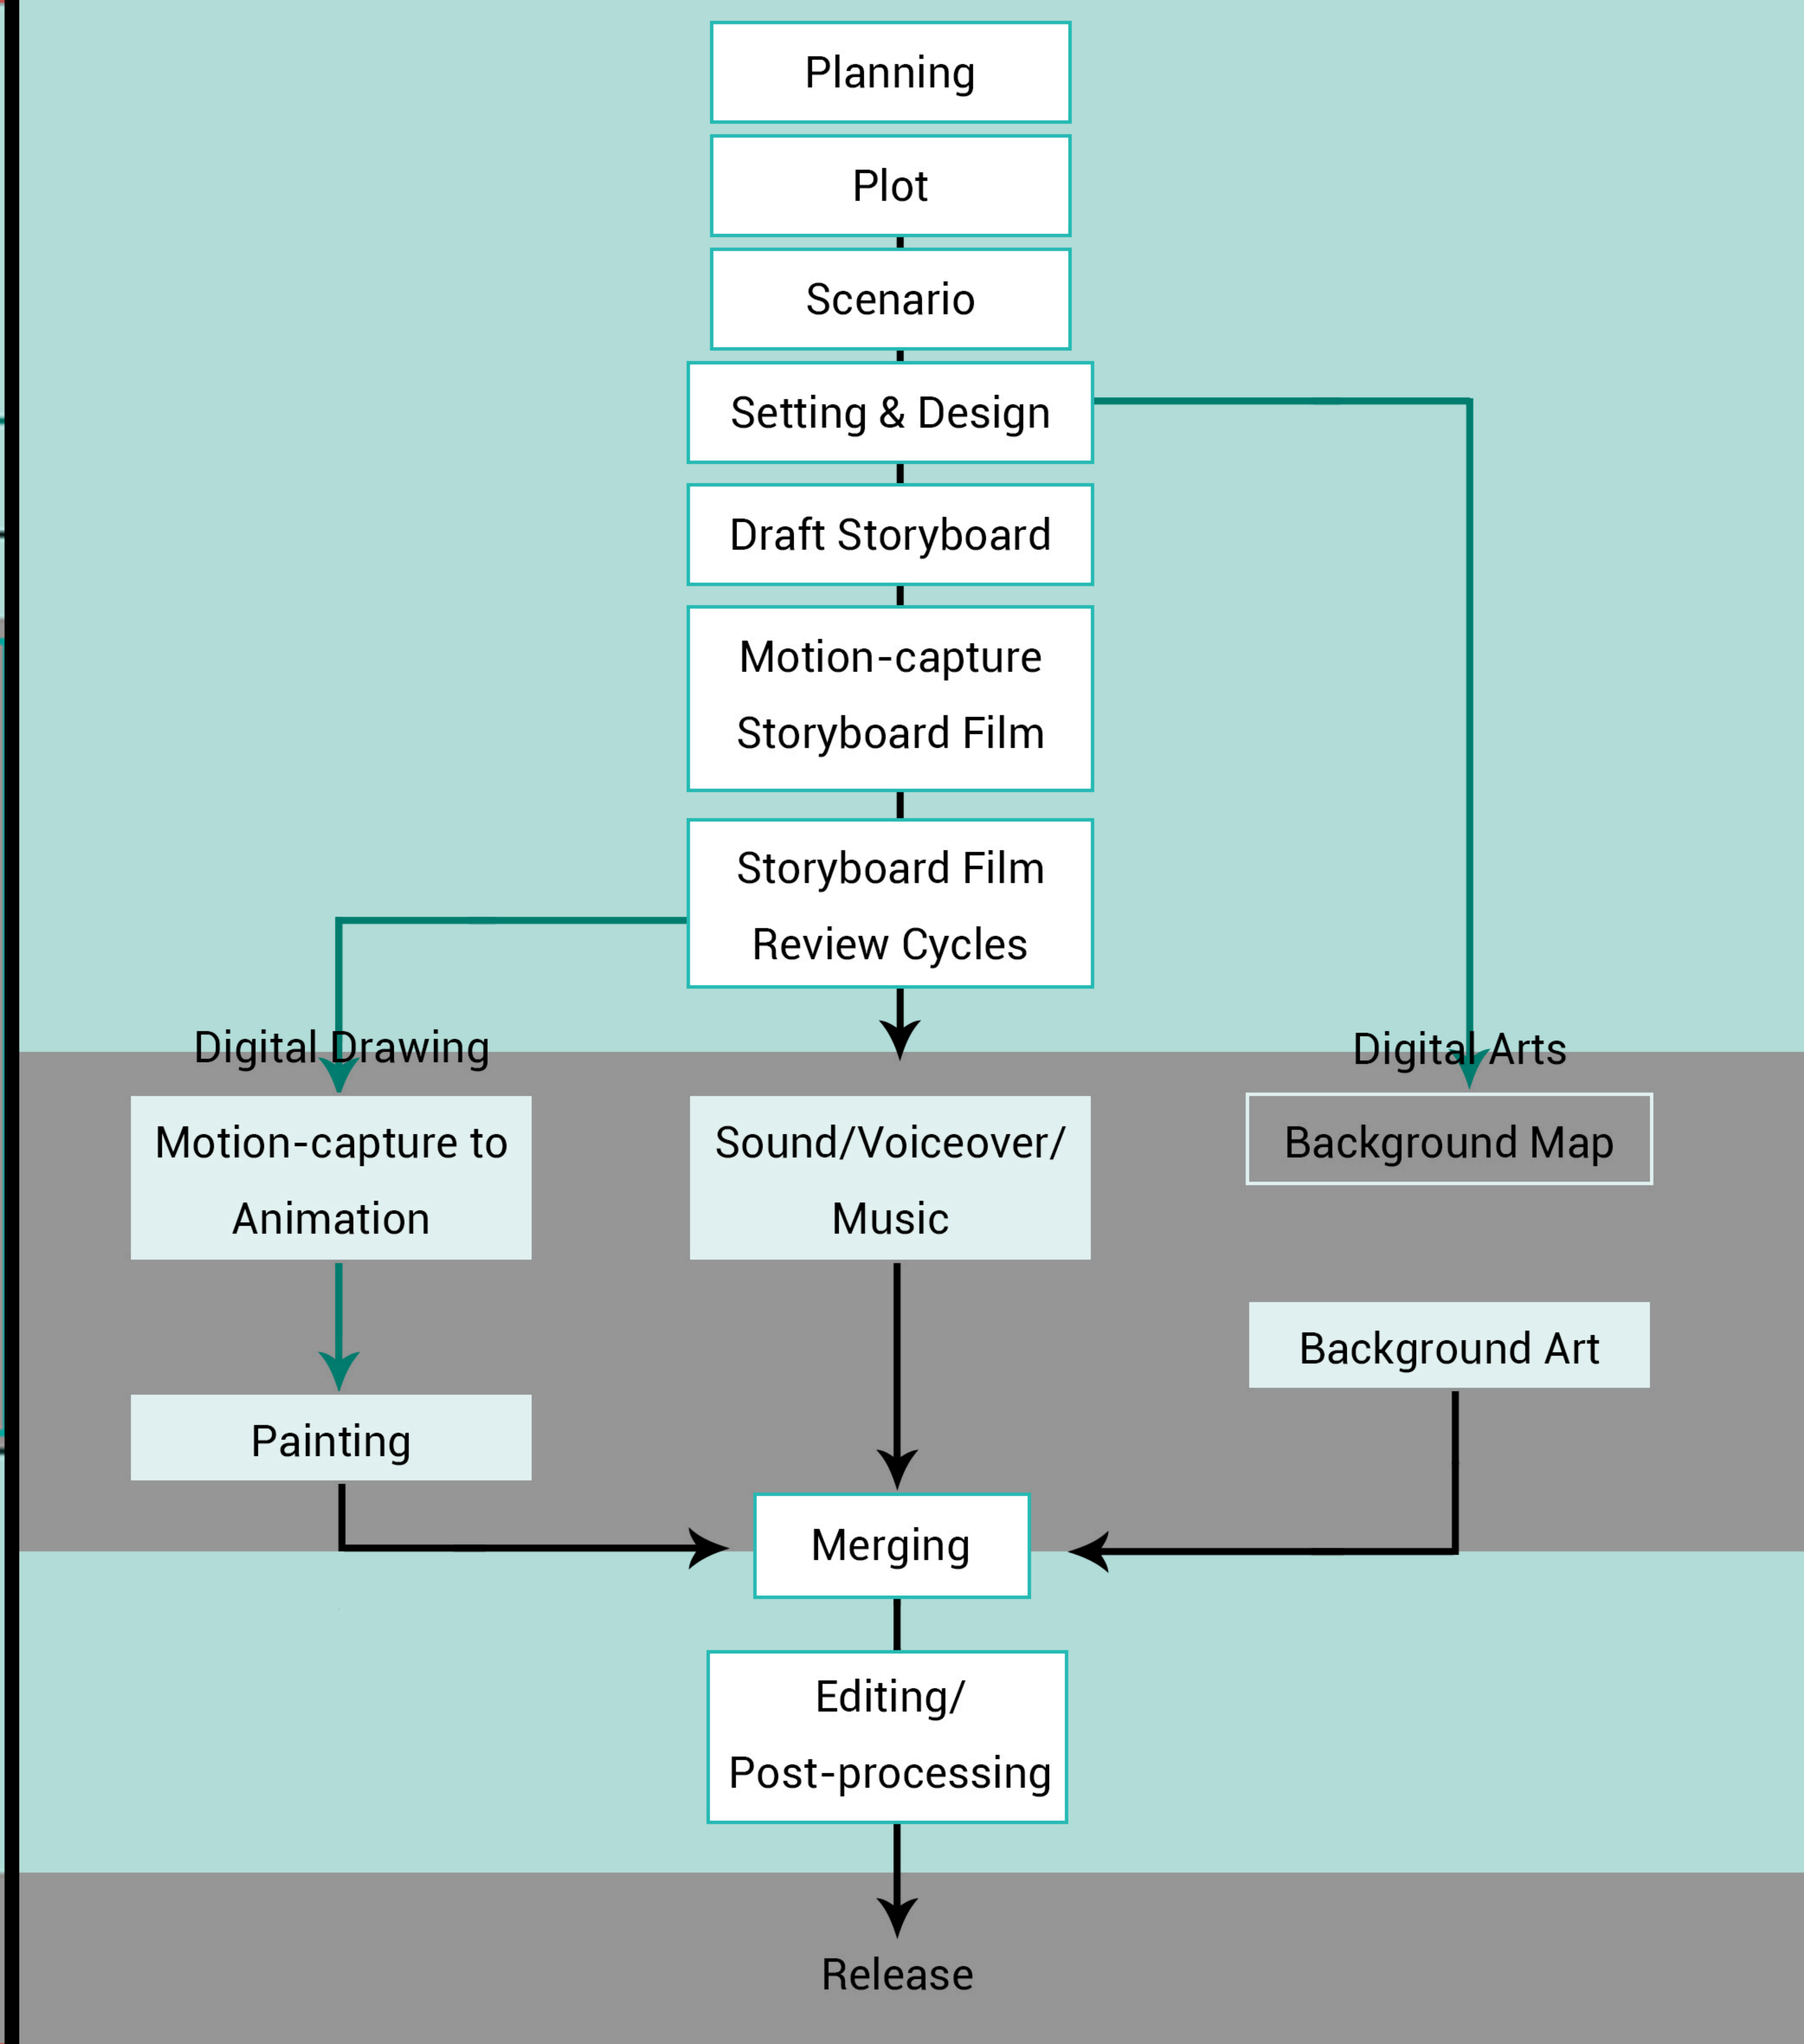 Planning
Plot
Scenario
Setting & Design
Draft Storyboard
Motion-capture
Storyboard Film
Storyboard Film
Review Cycles
Digital Drawing
Digital Arts
Motion-capture to
Animation
Sound/Voiceover/
Music
Background Map
Background Art
Painting
Merging
Editing/
Post-processing
Release